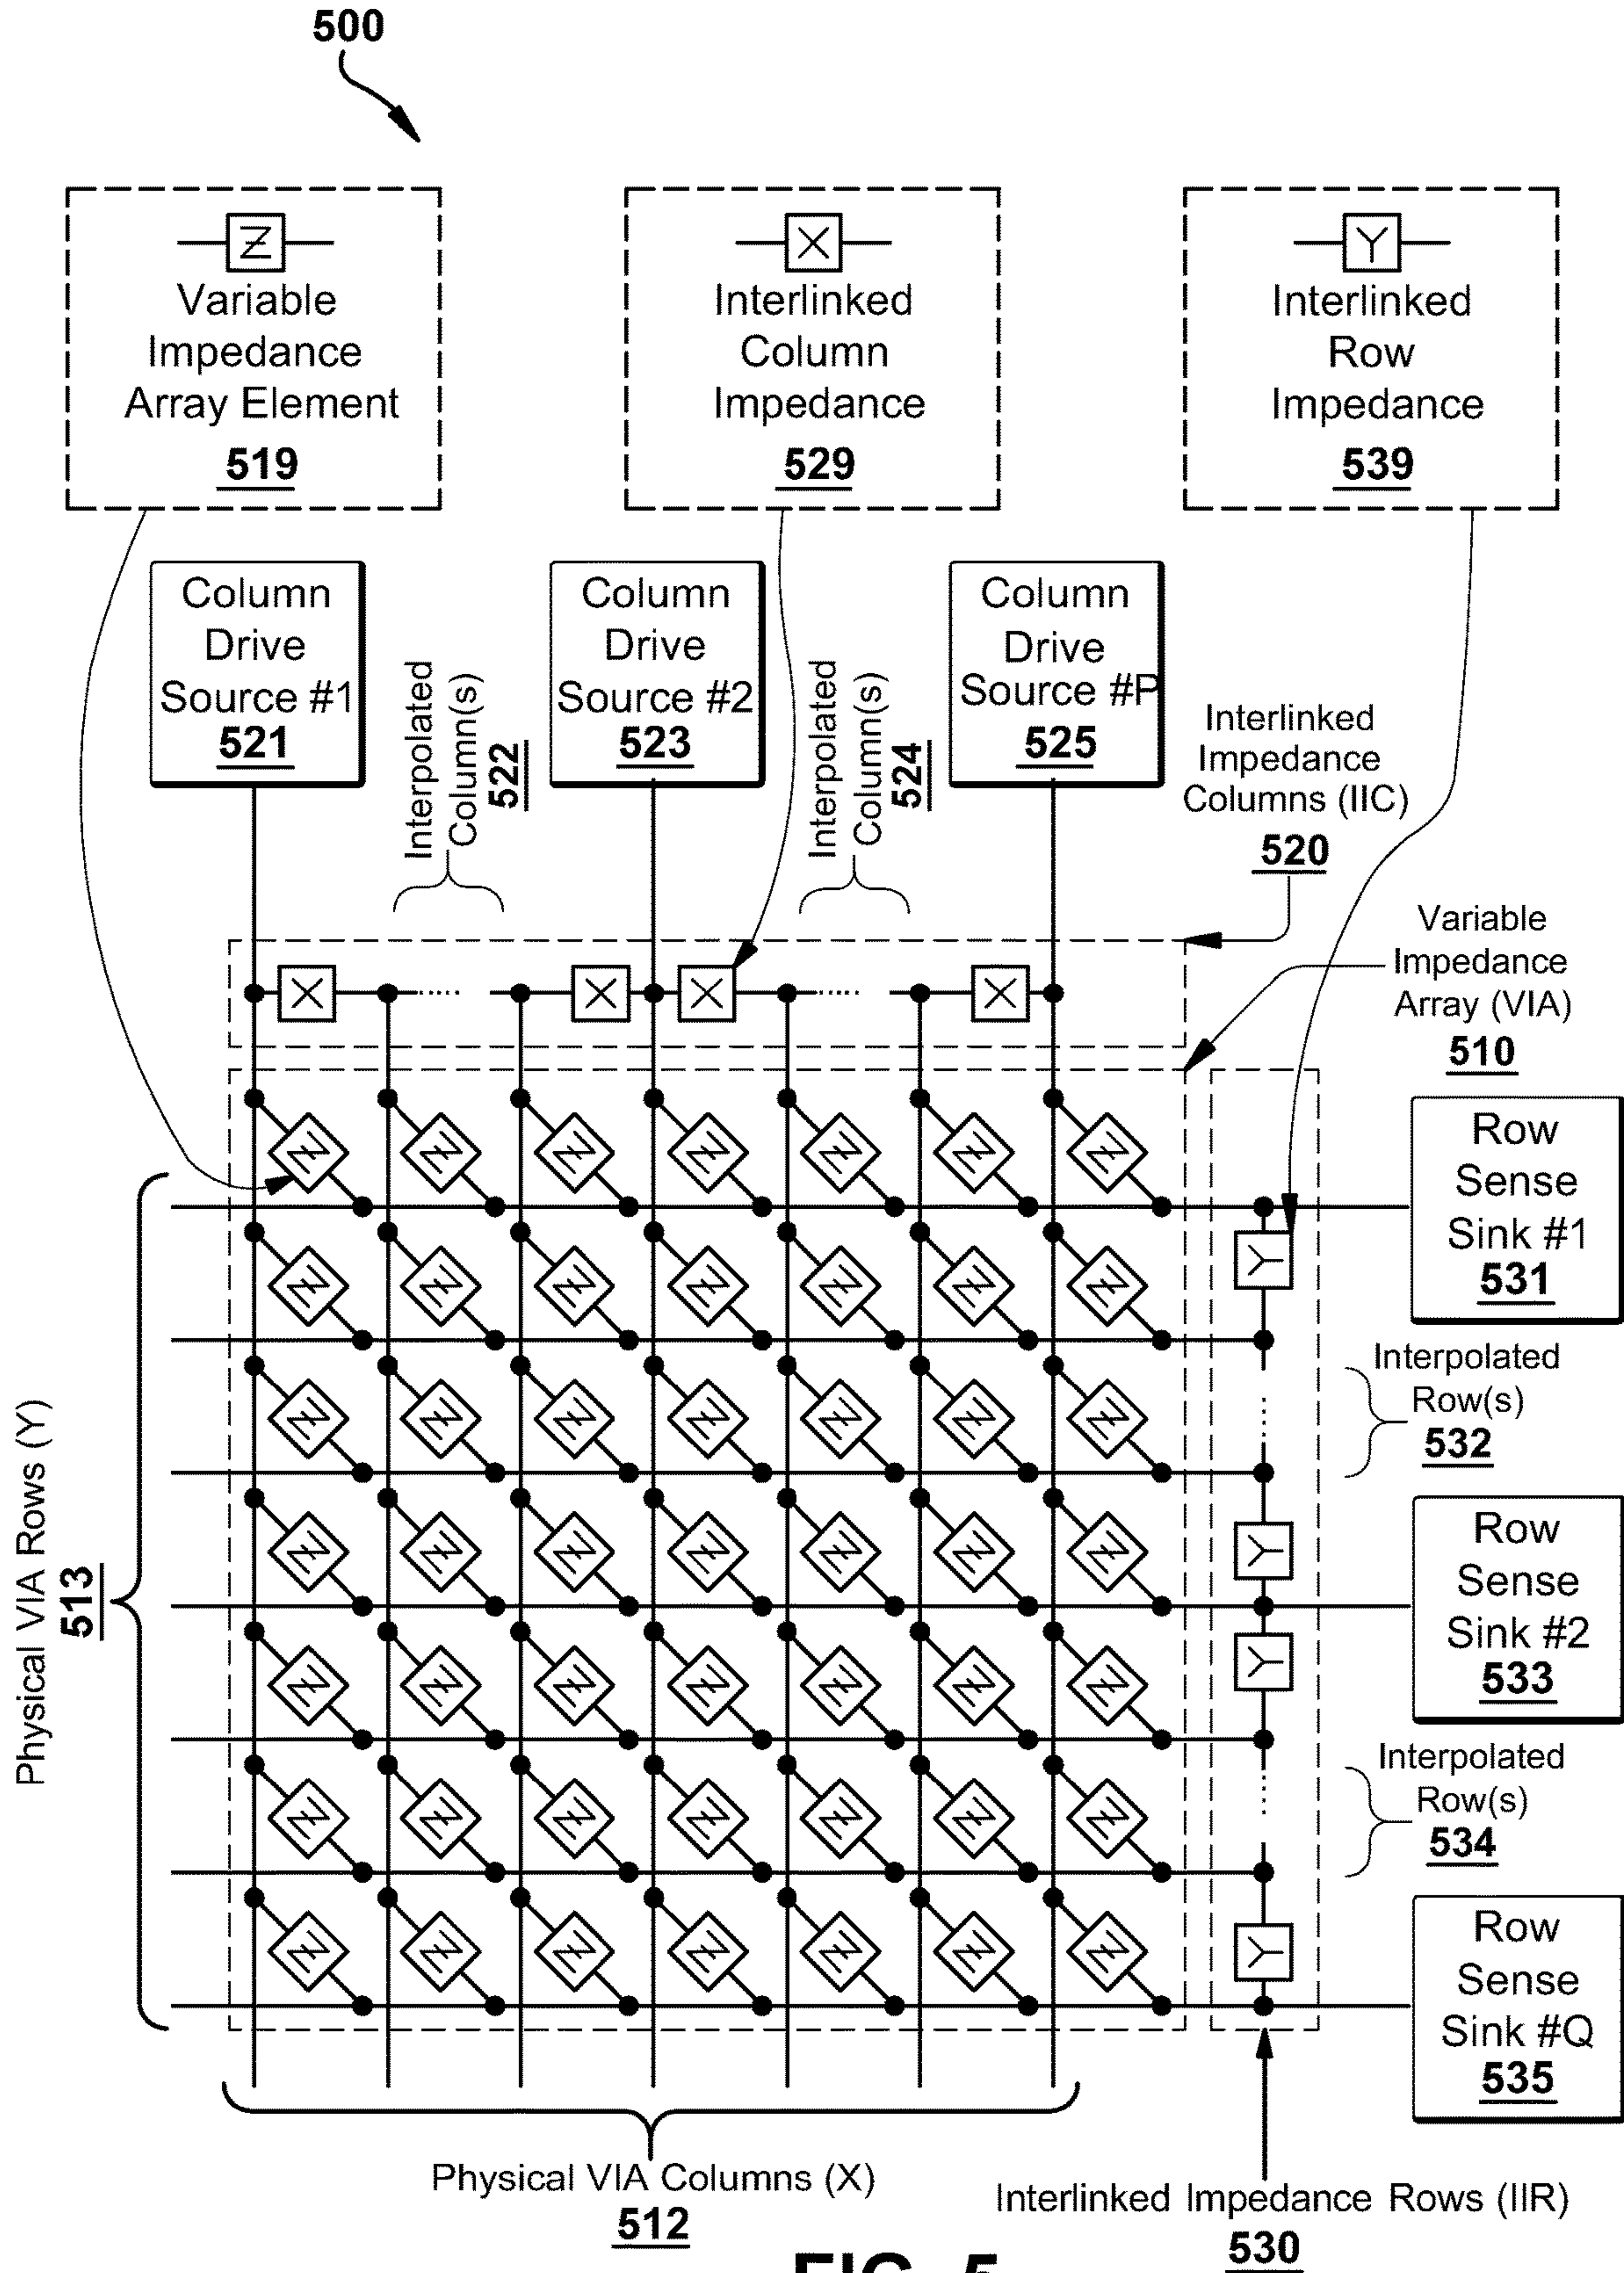 500
Z
Variable
Impedance
Array Element
519
X
Interlinked
Column
Impedance
529
Y
Interlinked
Row
Impedance
539
Column
Drive
Source #1
521
Interpolated
Column(s)
522
Column
Drive
Source #2
523
Interpolated
Column(s)
524
Column
Drive
Source #P
525
Interlinked
Impedance
Columns (IIC)
520
Variable
Impedance
Array (VIA)
510
X
X
X
X
Z Z Z Z Z Z Z
Row
Sense
Sink #1
531
Z Z Z Z Z Z Z
Y
Z Z Z Z Z Z Z
Interpolated
Row(s)
532
Physical VIA Rows (Y)
513
Z Z Z Z Z Z Z
Y
Row
Sense
Sink #2
533
Z Z Z Z Z Z Z
Y
Z Z Z Z Z Z Z
Interpolated
Row(s)
534
Z Z Z Z Z Z Z
Y
Row
Sense
Sink #Q
535
Physical VIA Columns (X)
512
Interlinked Impedance Rows (IIR)
530
FIG. 5